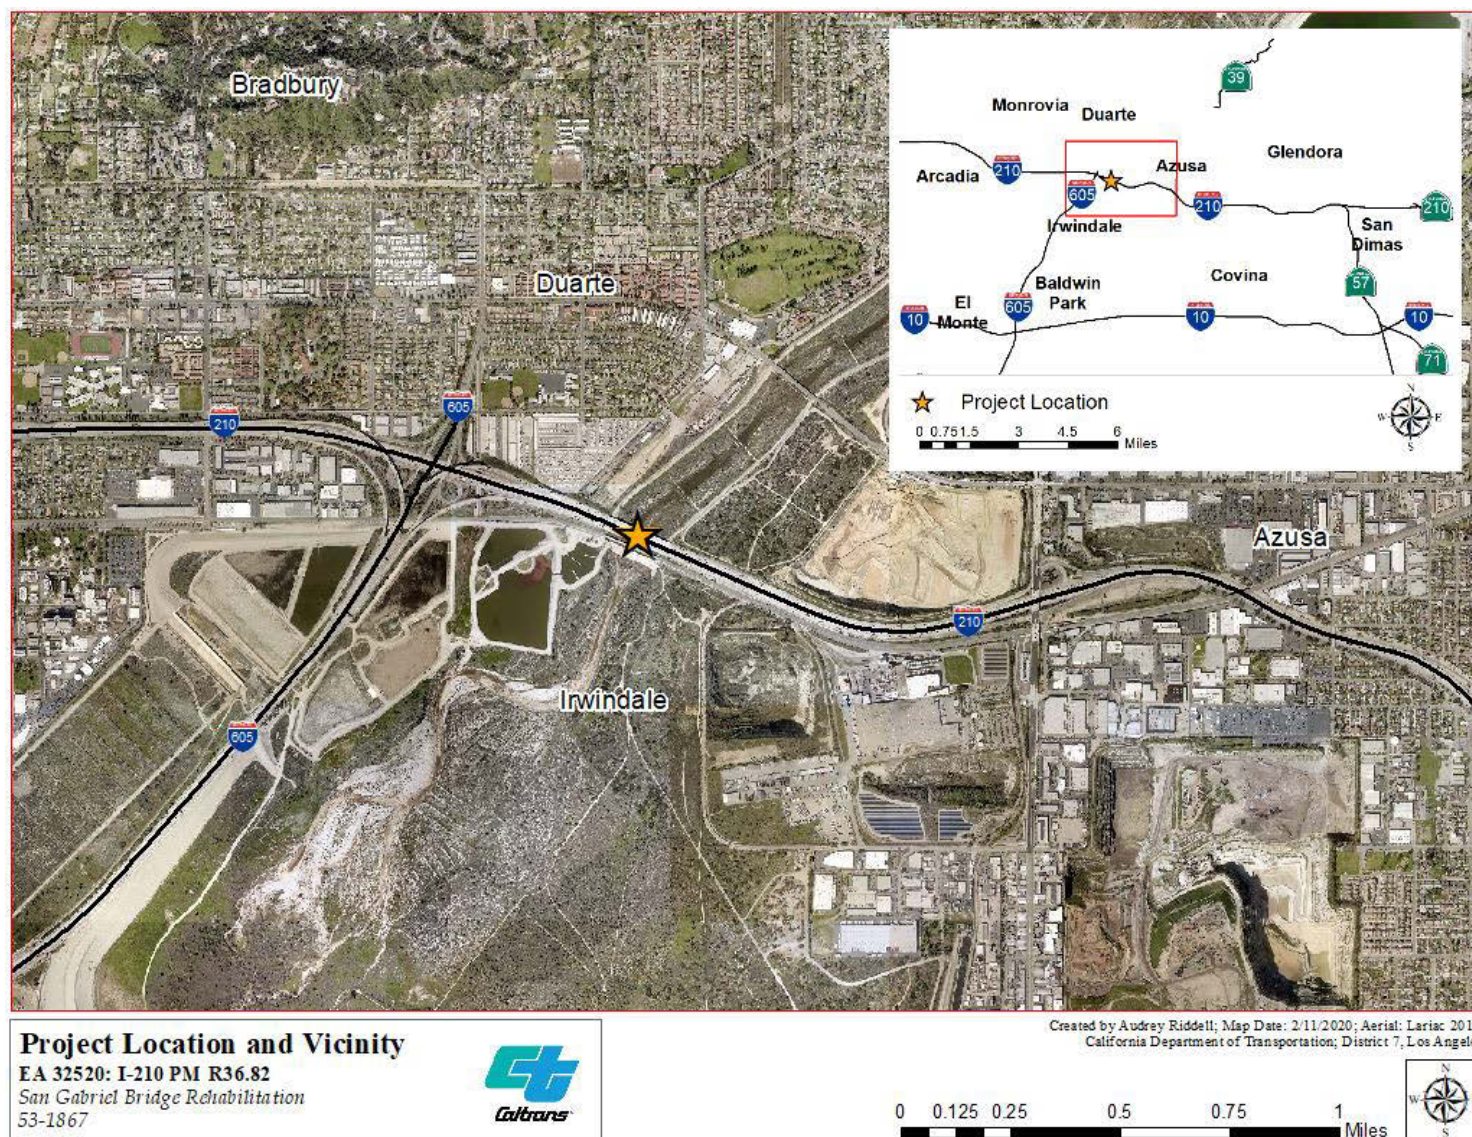 Bradbury
Duarte
Irwindale
Azusa
210
605
605
210
39
Monrovia
Duarte
Glendora
Arcadia
210
Azusa
605
210
210
Irwindale
San
Dimas
Baldwin
Park
Covina
57
El
Monte
10
605
10
10
71
Project Location
0 0.75 1.5 3 4.5 6
Miles
N
W E
S
Project Location and Vicinity
EA 32520: I-210 PM R36.82
San Gabriel Bridge Rehabilitation
53-1867
Caltrans
Created by Audrey Riddell; Map Date: 2/11/2020; Aerial: Lariac 201
California Department of Transportation; District 7, Los Angel
0 0.125 0.25 0.5 0.75 1
Miles
N
W
S